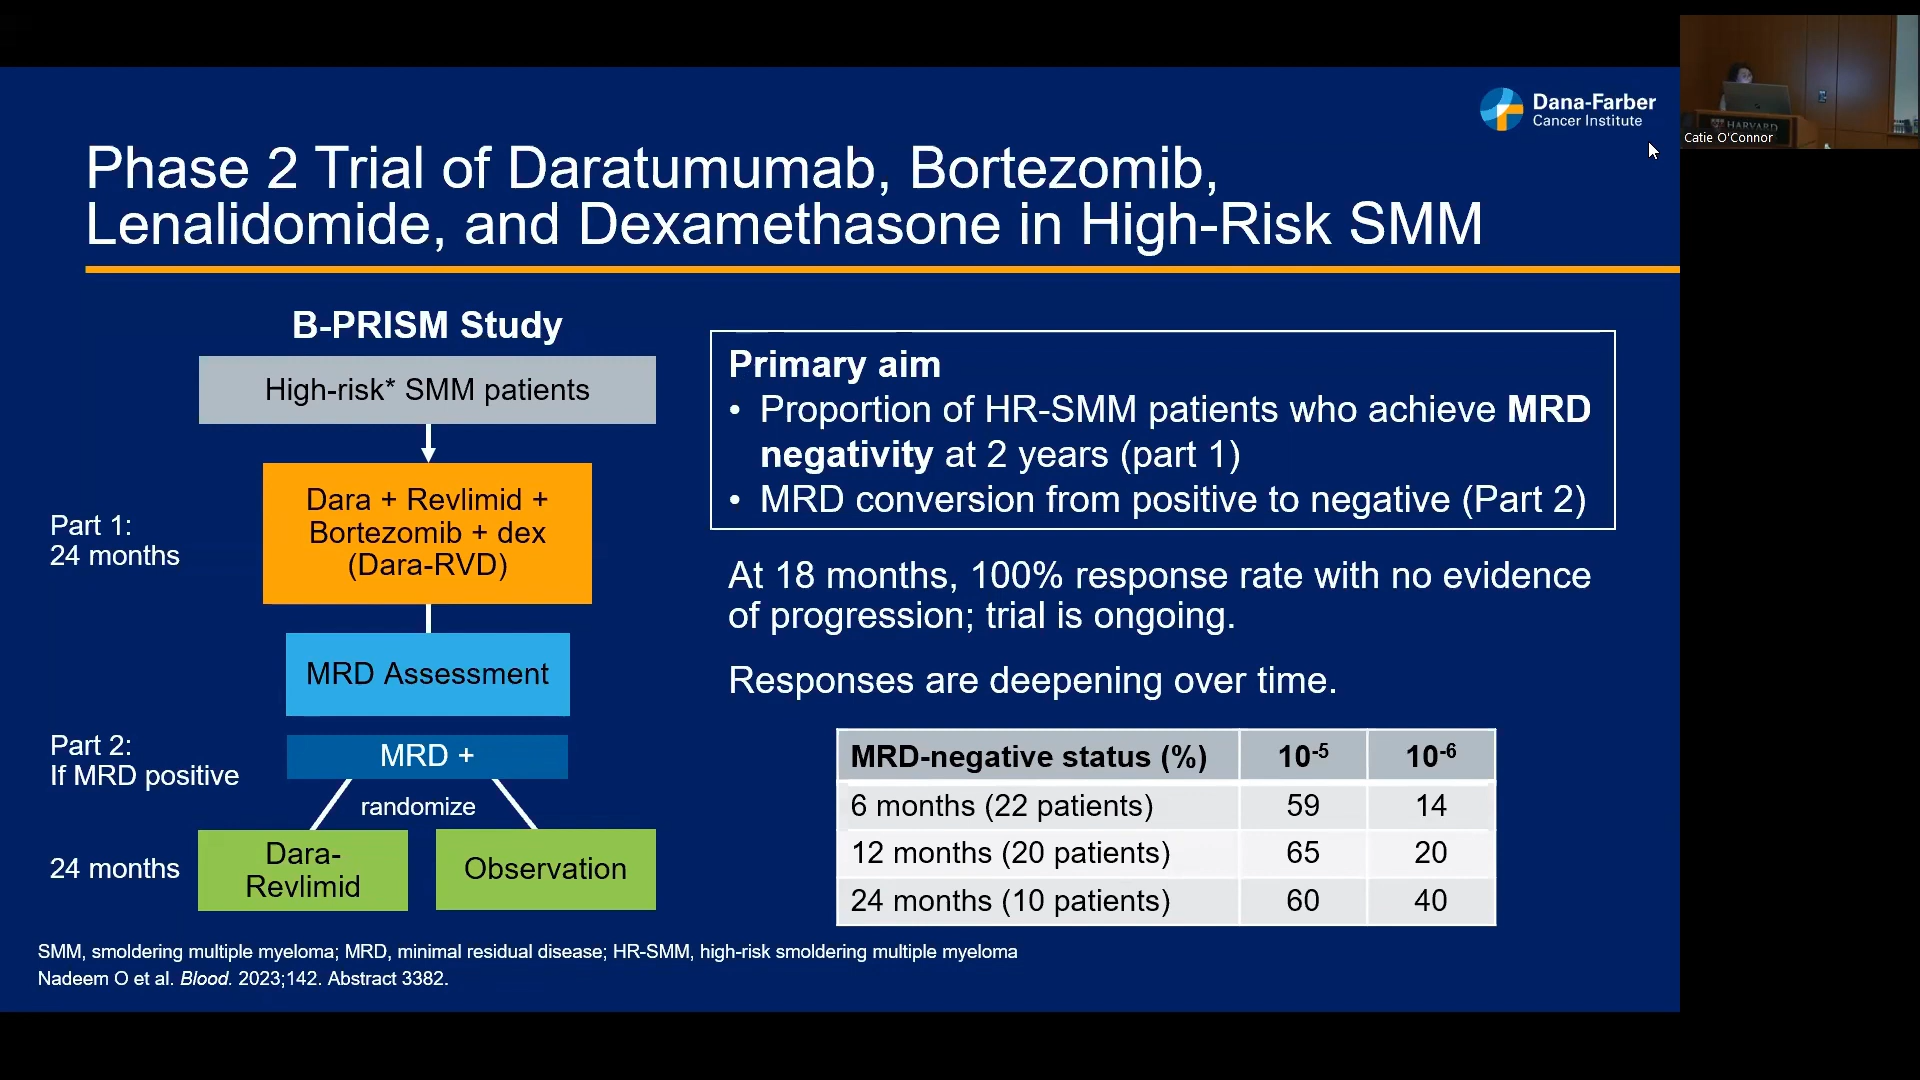 Dana-Farber
Cancer Institute
HARVARD
Catie O'Connor
Phase 2 Trial of Daratumumab, Bortezomib,
Lenalidomide, and Dexamethasone in High-Risk SMM
B-PRISM Study
High-risk* SMM patients
Part 1:
24 months
Dara + Revlimid +
Bortezomib + dex
(Dara-RVD)
MRD Assessment
Part 2:
If MRD positive
MRD +
randomize
24 months
Dara-
Revlimid
Observation
Primary aim
• Proportion of HR-SMM patients who achieve MRD
negativity at 2 years (part 1)
• MRD conversion from positive to negative (Part 2)
At 18 months, 100% response rate with no evidence
of progression; trial is ongoing.
Responses are deepening over time.
MRD-negative status (%) 10⁻⁵ 10⁻⁶
6 months (22 patients) 59 14
12 months (20 patients) 65 20
24 months (10 patients) 60 40
SMM, smoldering multiple myeloma; MRD, minimal residual disease; HR-SMM, high-risk smoldering multiple myeloma
Nadeem O et al. Blood. 2023;142. Abstract 3382.